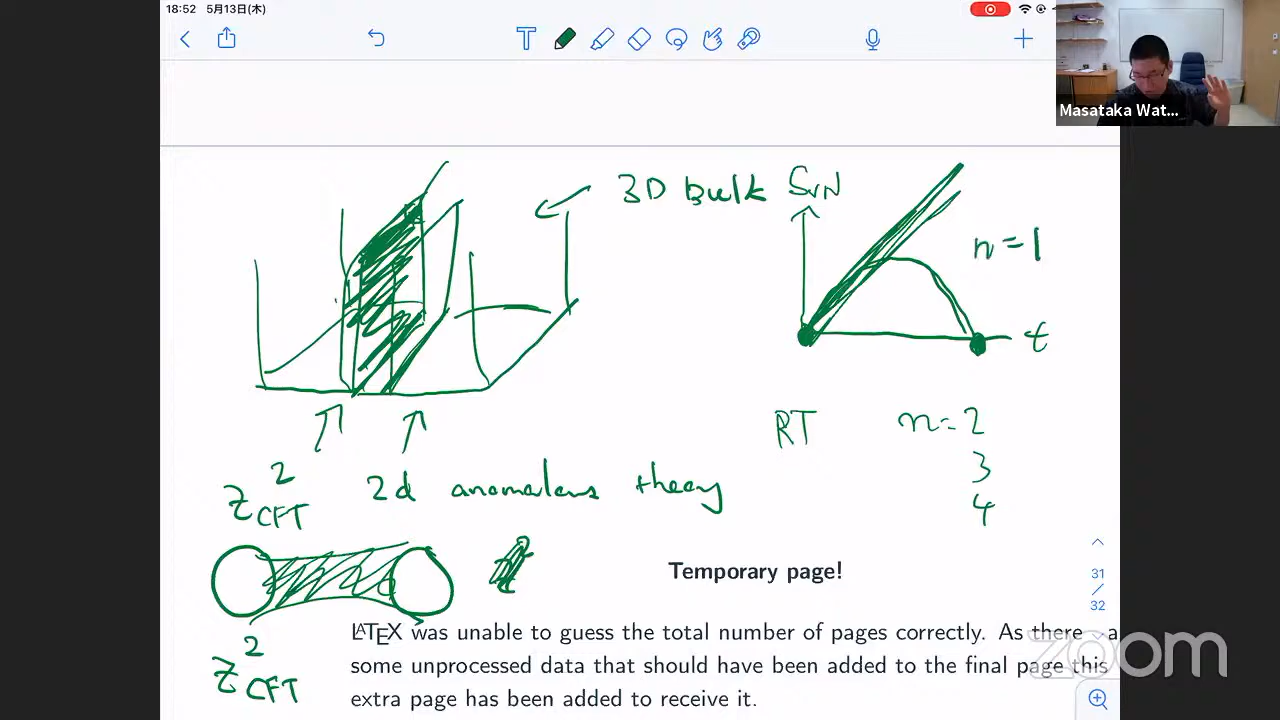 18:52 5月13日(木)
T
Masataka Wat...
3D bulk
SvN
n=1
t
RT
n=2
3
4
Z²CFT
2d anomalous theory
Z²CFT
Temporary page!
31
/
32
LATEX was unable to guess the total number of pages correctly. As there a
some unprocessed data that should have been added to the final page this
extra page has been added to receive it.
zoom